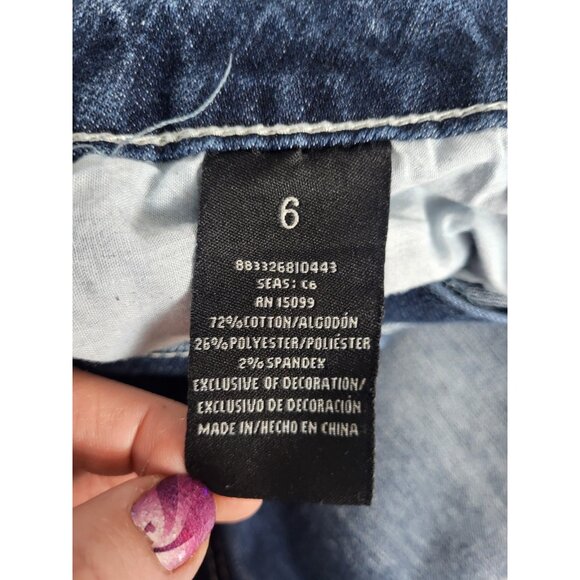 6
883326810443
SEAS: C6
RN 15099
72%COTTON/ALGODÓN
26%POLYESTER/POLIÉSTER
2%SPANDEX
EXCLUSIVE OF DECORATION/
EXCLUSIVO DE DECORACIÓN
MADE IN/HECHO EN CHINA